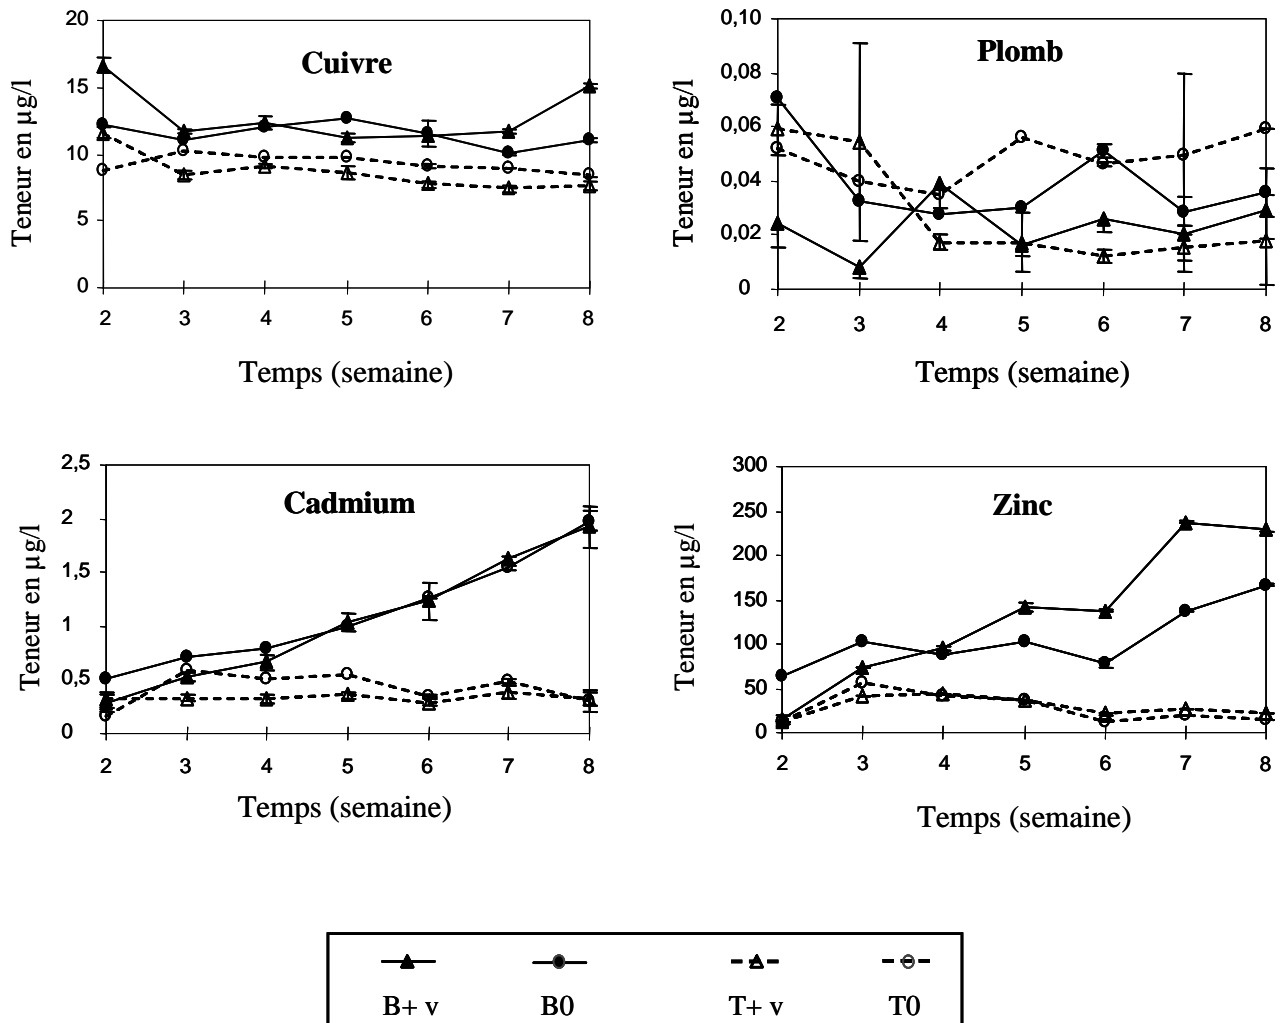 Cuivre
Teneur en µg/l
20
15
10
5
0
2 3 4 5 6 7 8
Temps (semaine)
Plomb
Teneur en µg/l
0,10
0,08
0,06
0,04
0,02
0
2 3 4 5 6 7 8
Temps (semaine)
Cadmium
Teneur en µg/l
2,5
2
1,5
1
0,5
0
2 3 4 5 6 7 8
Temps (semaine)
Zinc
Teneur en µg/l
300
250
200
150
100
50
0
2 3 4 5 6 7 8
Temps (semaine)
B+ v B0 T+ v T0